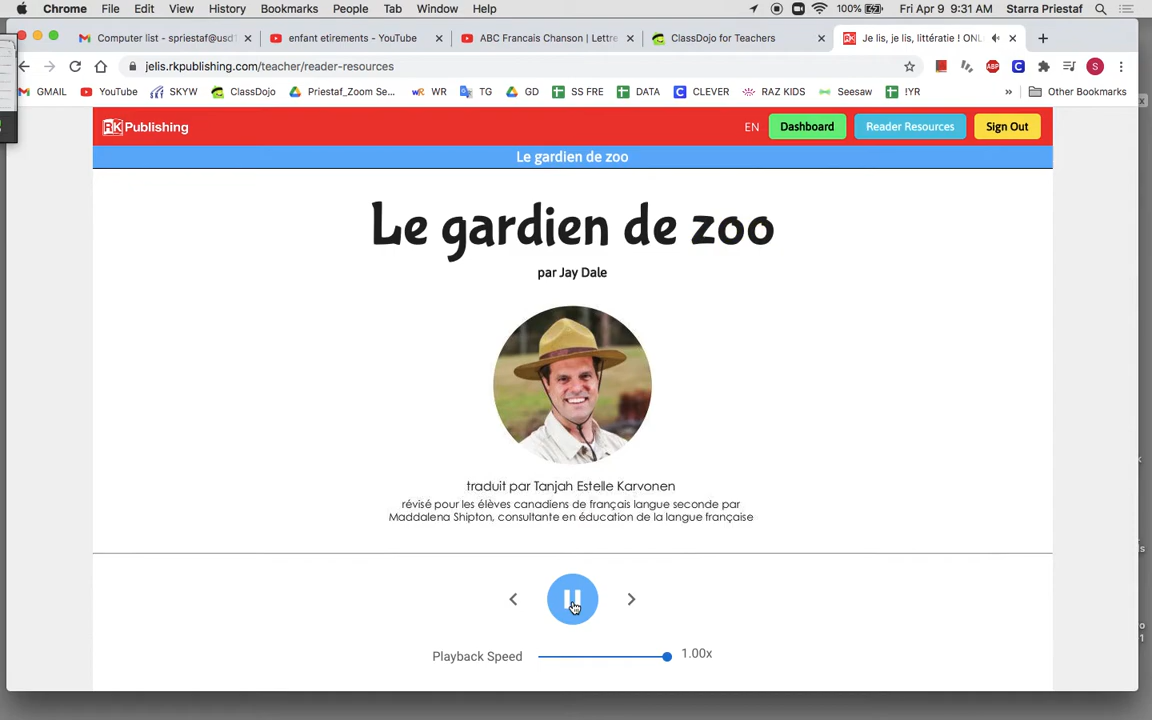 Chrome File Edit View History Bookmarks People Tab Window Help 100% Fri Apr 9 9:31 AM Starra Priestaf
Computer list - spriestaf@usd enfant etirements - YouTube ABC Francais Chanson | Lettre ClassDojo for Teachers Je lis, je lis, littératie ! ONL
jelis.rkpublishing.com/teacher/reader-resources ABP C S
GMAIL YouTube SKYW ClassDojo Priestaf_Zoom Se... WR TG GD SS FRE DATA CLEVER RAZ KIDS Seesaw IYR » Other Bookmarks
RK Publishing EN Dashboard Reader Resources Sign Out
Le gardien de zoo
Le gardien de zoo
par Jay Dale
traduit par Tanjah Estelle Karvonen
révisé pour les élèves canadiens de français langue seconde par
Maddalena Shipton, consultante en éducation de la langue française
Playback Speed 1.00x